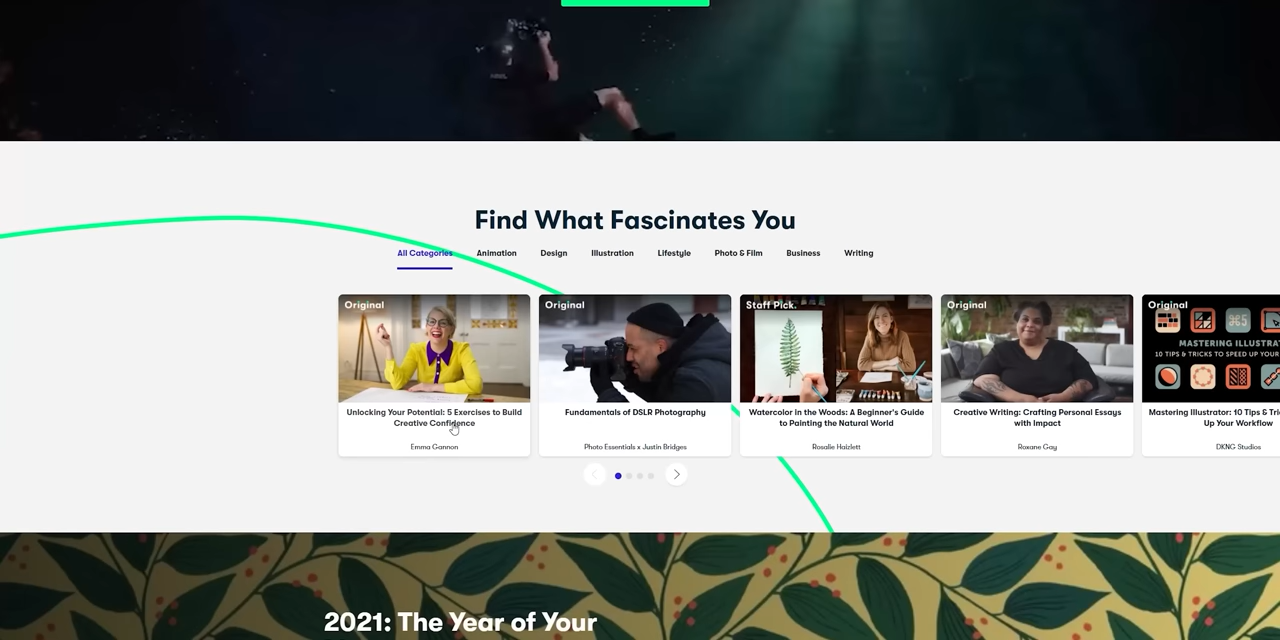 Find What Fascinates You
All Categories Animation Design Illustration Lifestyle Photo & Film Business Writing
Original
Unlocking Your Potential: 5 Exercises to Build
Creative Confidence
Emma Gannon
Original
Fundamentals of DSLR Photography
Photo Essentials x Justin Bridges
Staff Pick.
Watercolor in the Woods: A Beginner's Guide
to Painting the Natural World
Rosalie Haizlett
Original
Creative Writing: Crafting Personal Essays
with Impact
Roxane Gay
Original
MASTERING ILLUSTRAT
10 TIPS & TRICKS TO SPEED UP YOUR
Mastering Illustrator: 10 Tips & Tri
Up Your Workflow
DKNG Studios
2021: The Year of Your